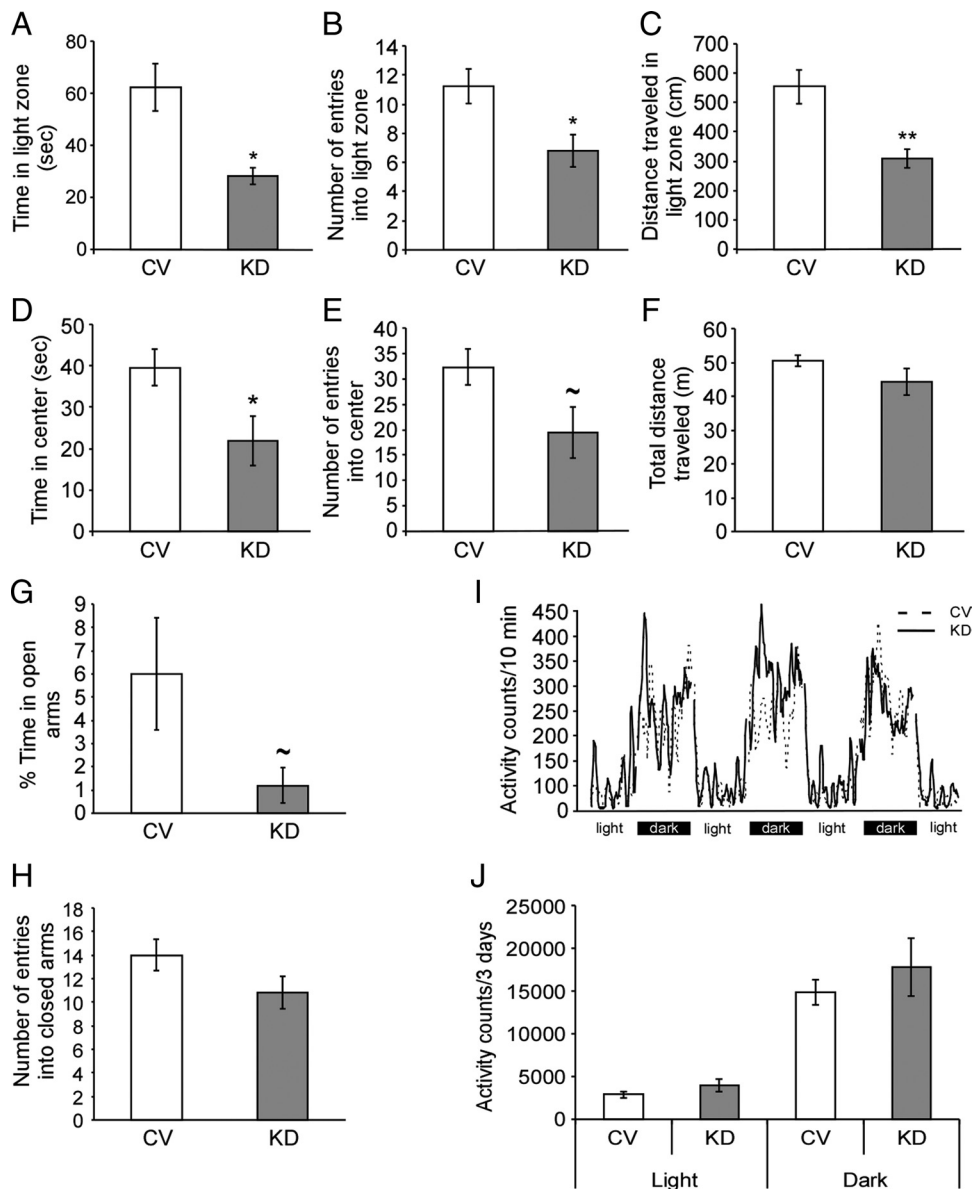 A
Time in light zone
(sec)
80
60
40
20
0
*
CV
KD
B
Number of entries
into light zone
14
12
10
8
6
4
2
0
*
CV
KD
C
Distance traveled in
light zone (cm)
700
600
500
400
300
200
100
0
**
CV
KD
D
Time in center (sec)
50
40
30
20
10
0
*
CV
KD
E
Number of entries
into center
40
35
30
25
20
15
10
5
0
~
CV
KD
F
Total distance
traveled (m)
60
50
40
30
20
10
0
CV
KD
G
% Time in open
arms
9
8
7
6
5
4
3
2
1
0
~
CV
KD
I
Activity counts/10 min
450
400
350
300
250
200
150
100
50
0
CV
KD
light dark light dark light dark light
H
Number of entries
into closed arms
18
16
14
12
10
8
6
4
2
0
CV
KD
J
Activity counts/3 days
25000
20000
15000
10000
5000
0
CV
KD
CV
KD
Light
Dark